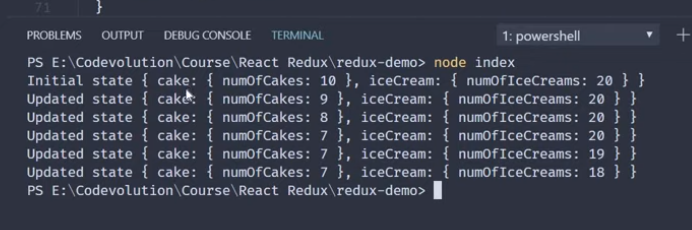 71 }
PROBLEMS OUTPUT DEBUG CONSOLE TERMINAL 1: powershell
PS E:\Codevolution\Course\React Redux\redux-demo> node index
Initial state { cake: { numOfCakes: 10 }, iceCream: { numOfIceCreams: 20 } }
Updated state { cake: { numOfCakes: 9 }, iceCream: { numOfIceCreams: 20 } }
Updated state { cake: { numOfCakes: 8 }, iceCream: { numOfIceCreams: 20 } }
Updated state { cake: { numOfCakes: 7 }, iceCream: { numOfIceCreams: 20 } }
Updated state { cake: { numOfCakes: 7 }, iceCream: { numOfIceCreams: 19 } }
Updated state { cake: { numOfCakes: 7 }, iceCream: { numOfIceCreams: 18 } }
PS E:\Codevolution\Course\React Redux\redux-demo>